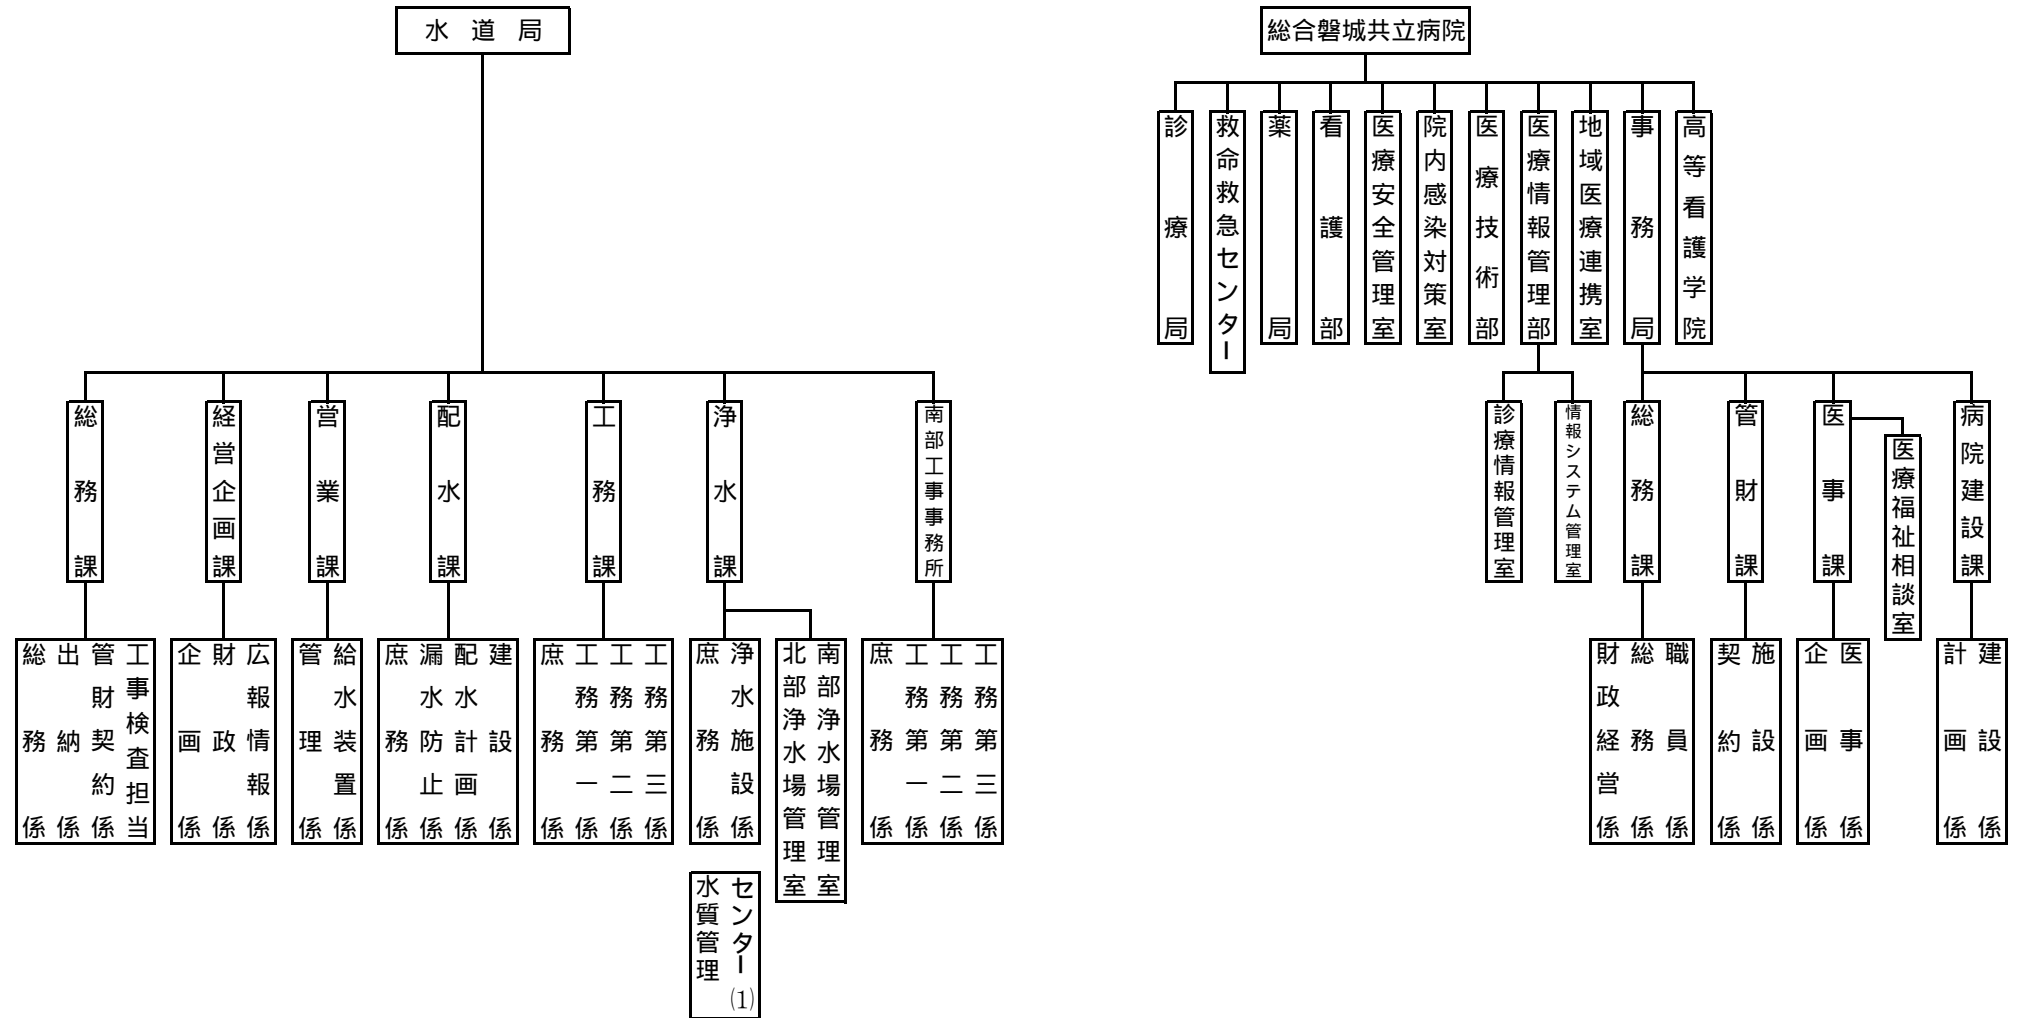 水道局
総務課
経営企画課
営業課
配水課
工務課
浄水課
南部工事事務所
総務係
出納係
管財契約係
工事検査担当
企画係
財政係
広報情報係
管理係
給水装置係
庶務係
漏水防止係
配水計画係
建設係
庶務係
工務第一係
工務第二係
工務第三係
庶務係
浄水施設係
北部浄水場管理室
南部浄水場管理室
庶務係
工務第一係
工務第二係
工務第三係
水質管理
センター(1)
総合磐城共立病院
診療局
救命救急センター
薬局
看護部
医療安全管理室
院内感染対策室
医療技術部
医療情報管理部
地域医療連携室
事務局
高等看護学院
診療情報管理室
情報システム管理室
総務課
管財課
医事課
医療福祉相談室
病院建設課
財政経営係
総務係
職員係
契約係
施設係
企画係
医事係
計画係
建設係